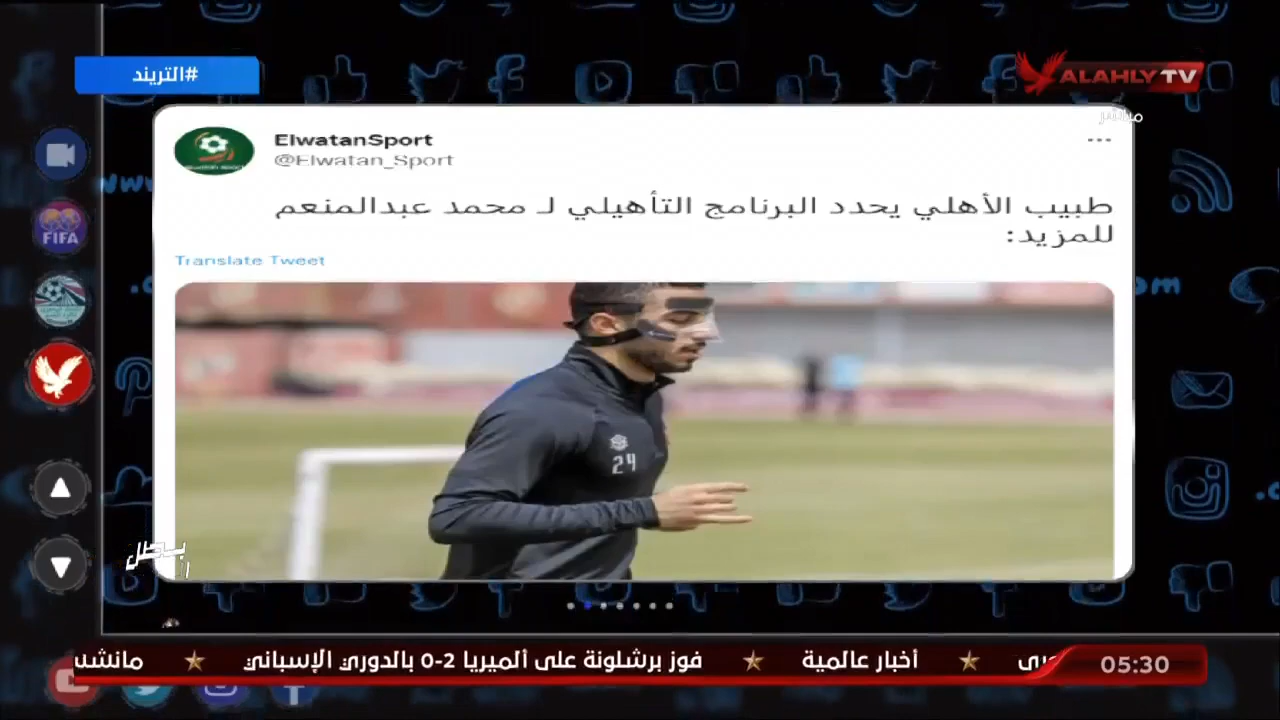 #التريند
ALAHLY TV
مباشر
ElwatanSport
@Elwatan_Sport
طبيب الأهلي يحدد البرنامج التأهيلي لـ محمد عبدالمنعم
للمزيد:
Translate Tweet
FIFA
24
فوز برشلونة على ألميريا 2-0 بالدوري الإسباني
أخبار عالمية
05:30